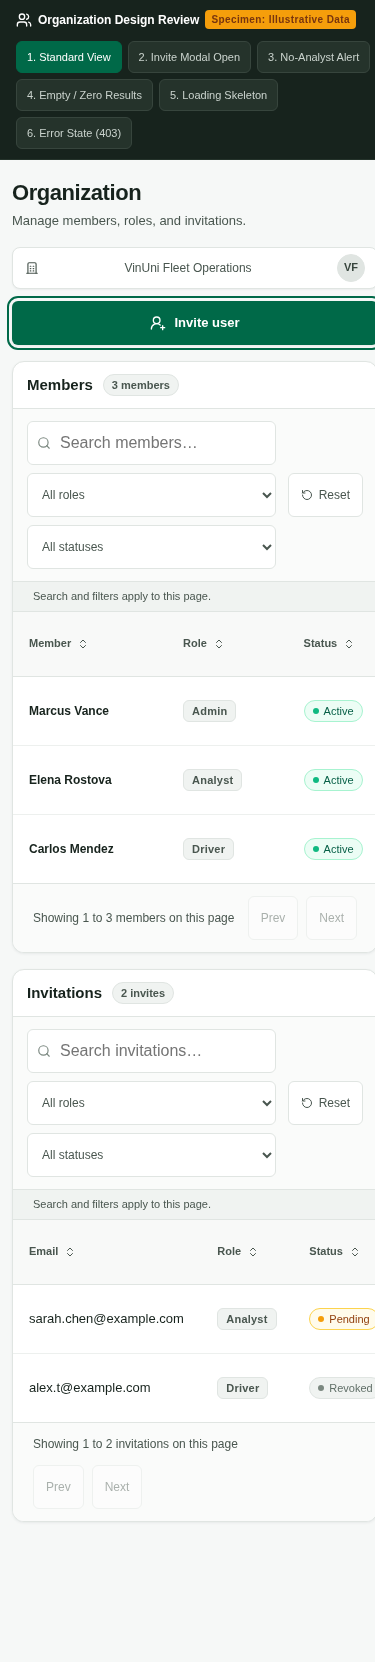 Organization Design Review Specimen: Illustrative Data
1. Standard View 2. Invite Modal Open 3. No-Analyst Alert
4. Empty / Zero Results 5. Loading Skeleton
6. Error State (403)
Organization
Manage members, roles, and invitations.
VinUni Fleet Operations VF
Invite user
Members 3 members
Search members…
All roles Reset
All statuses
Search and filters apply to this page.
Member Role Status
Marcus Vance Admin Active
Elena Rostova Analyst Active
Carlos Mendez Driver Active
Showing 1 to 3 members on this page Prev Next
Invitations 2 invites
Search invitations…
All roles Reset
All statuses
Search and filters apply to this page.
Email Role Status
sarah.chen@example.com Analyst Pending
alex.t@example.com Driver Revoked
Showing 1 to 2 invitations on this page
Prev Next